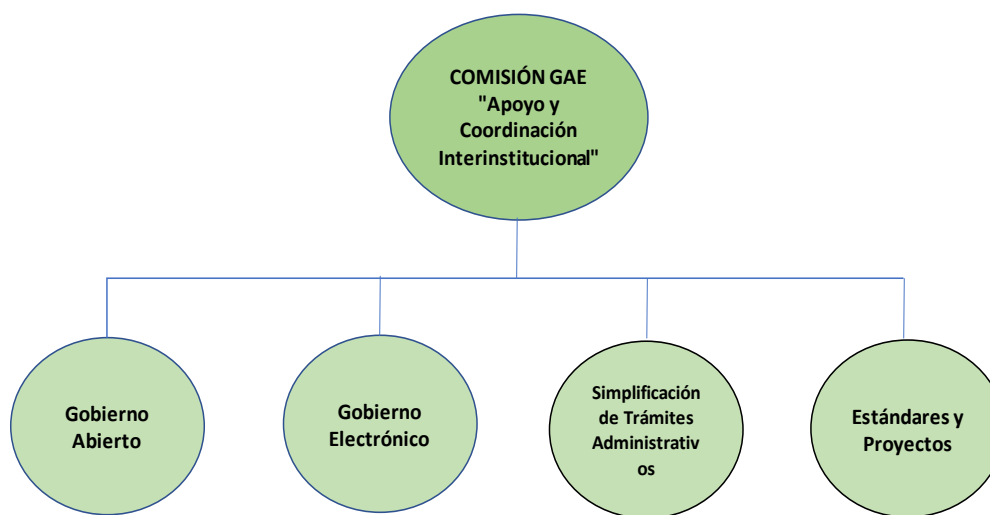 COMISIÓN GAE
"Apoyo y
Coordinación
Interinstitucional"
Gobierno
Abierto
Gobierno
Electrónico
Simplificación
de Trámites
Administrativ
os
Estándares y
Proyectos